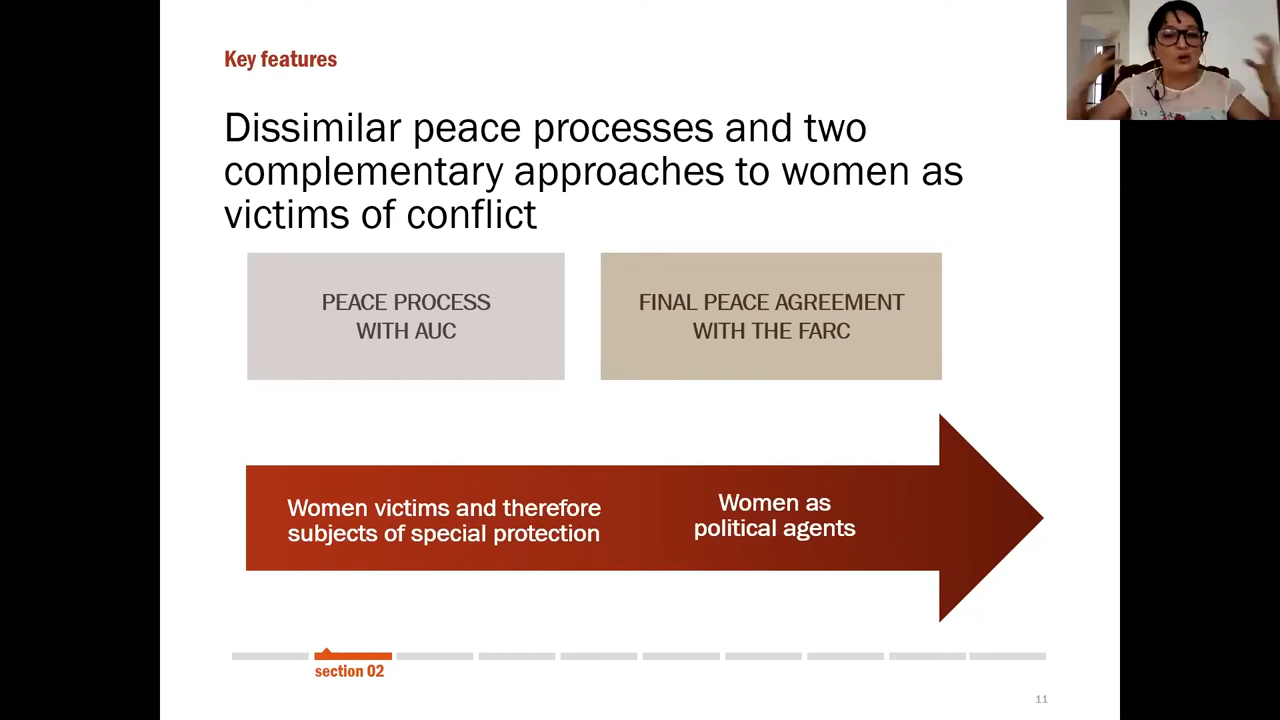 Key features
Dissimilar peace processes and two
complementary approaches to women as
victims of conflict
PEACE PROCESS
WITH AUC
FINAL PEACE AGREEMENT
WITH THE FARC
Women victims and therefore
subjects of special protection
Women as
political agents
section 02
11